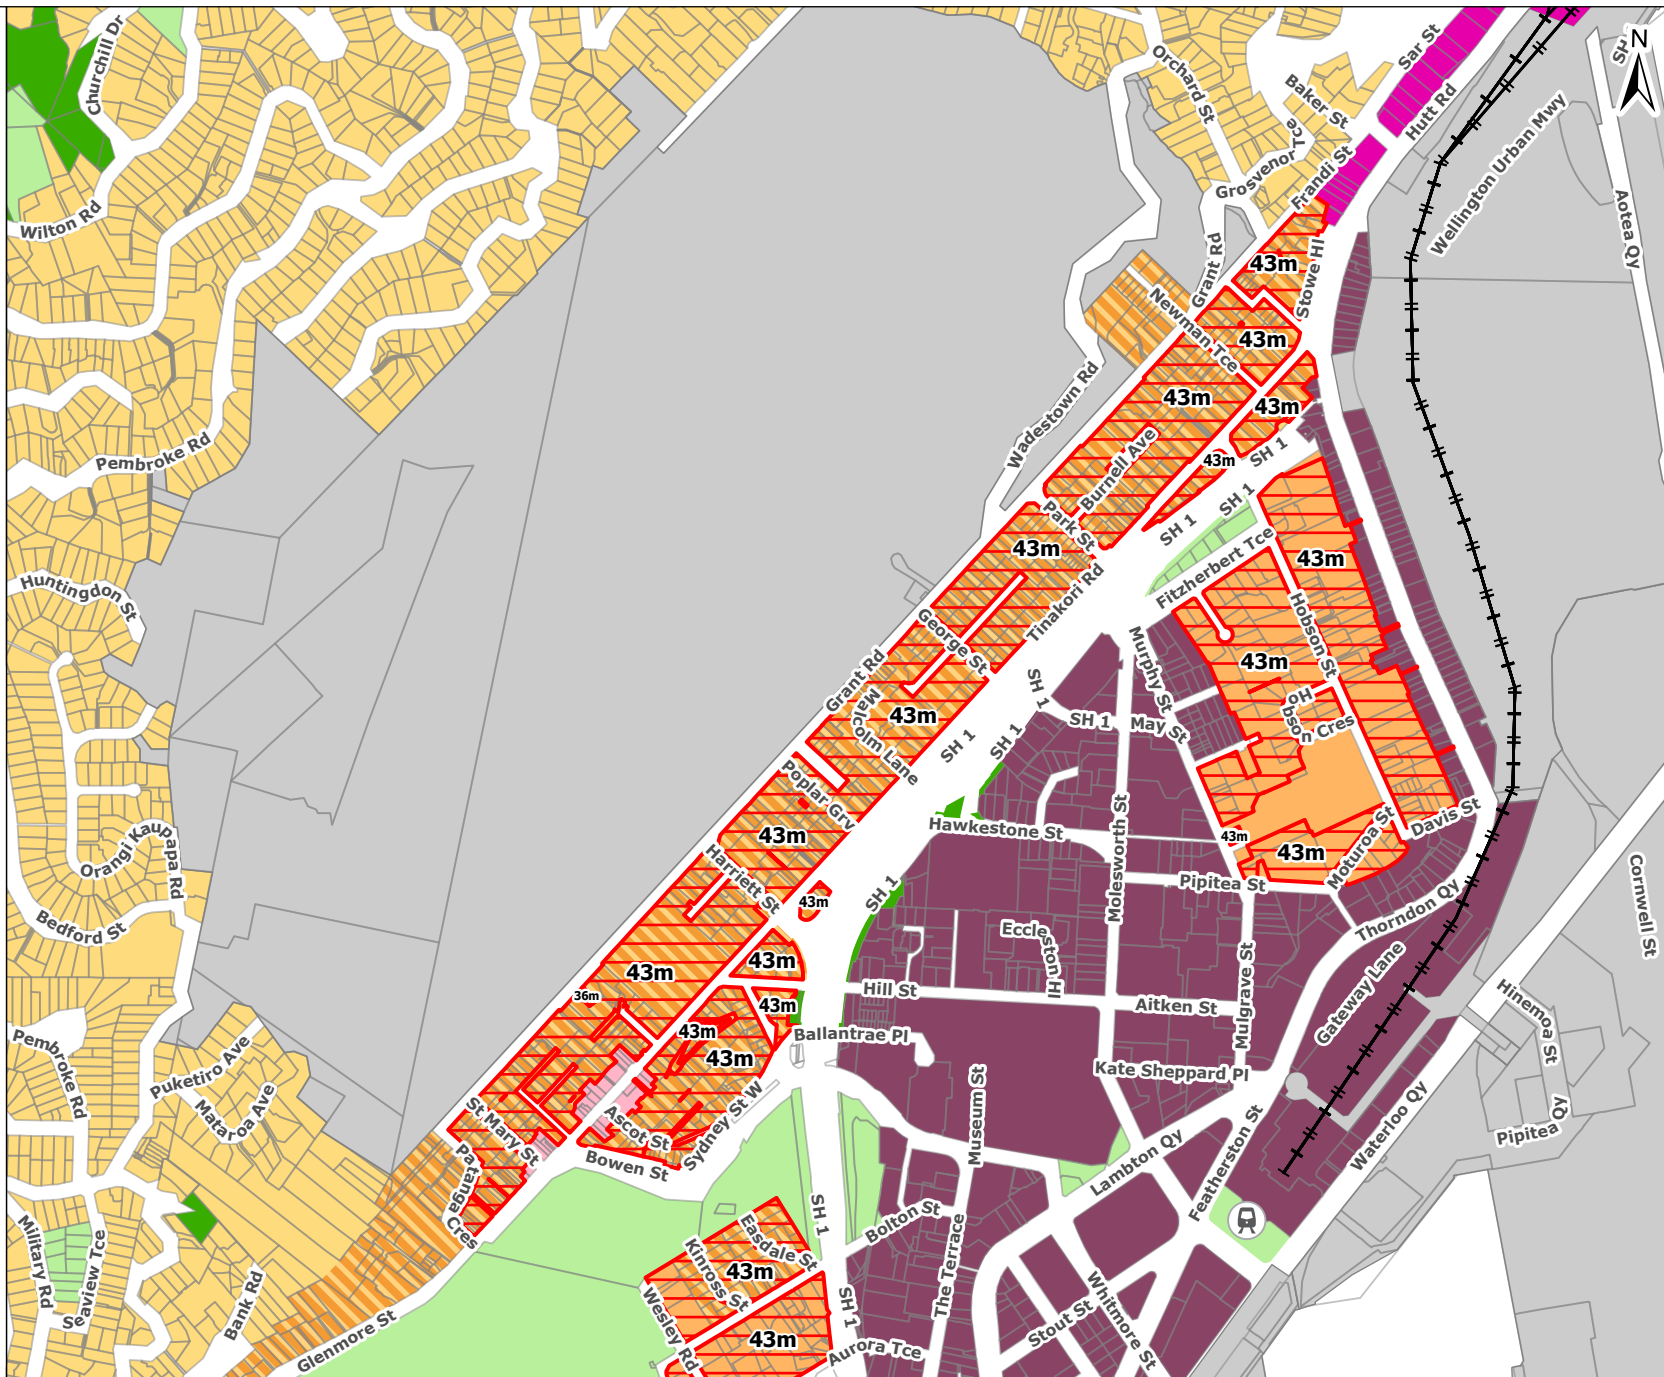 Churchill Dr
Orchard St
Sar St
SH
N
Baker St
Hutt Rd
Grosvenor Tce
Frandi St
Wellington Urban Mwy
Aotea Qy
Wilton Rd
Grant Rd
43m
Stowe Hl
Newman Tce
43m
43m
43m
Wadestown Rd
Pembroke Rd
Burnell Ave
43m
SH 1
SH 1
Park St
SH 1
43m
43m
Fitzherbert Tce
Huntingdon St
Tinakori Rd
George St
Hobson St
Murphy St
43m
Grant Rd
Malcolm Lane
43m
SH 1
SH 1
May St
Hobson Cres
SH 1
SH 1
Poplar Grv
43m
Orangi Kaupapa Rd
Hawkestone St
Molesworth St
43m
43m
Moturoa St
Davis St
Harriett St
43m
SH 1
Pipitea St
Thorndon Qy
Cornwell St
Bedford St
Eccleston Hl
43m
43m
36m
Hill St
43m
Aitken St
Mulgrave St
Gateway Lane
Hinemoa St
Pembroke Rd
43m
43m
Ballantrae Pl
Puketiro Ave
Mataroa Ave
Kate Sheppard Pl
Museum St
St Mary St
Ascot St
Sydney St W
Bowen St
Patanga Cres
Lambton Qy
Featherston St
Waterloo Qy
Pipitea Qy
Military Rd
Seaview Tce
Bank Rd
Glenmore St
SH 1
Bolton St
Easdale St
Kinross St
43m
The Terrace
Wesley Rd
43m
SH 1
Aurora Tce
Stout St
Whitmore St